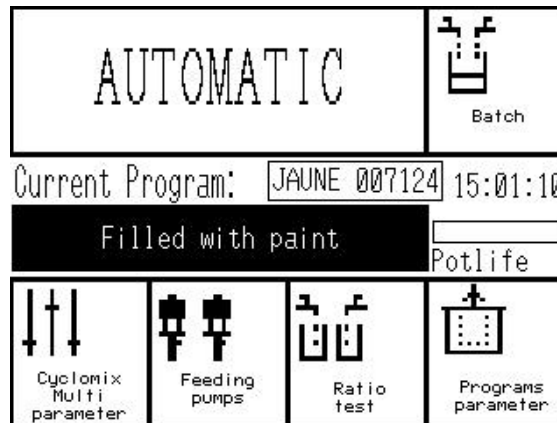 AUTOMATIC
Batch
Current Program: JAUNE 007124 15:01:10
Filled with paint
Potlife
Cyclomix
Multi
parameter
Feeding
pumps
Ratio
test
Programs
parameter